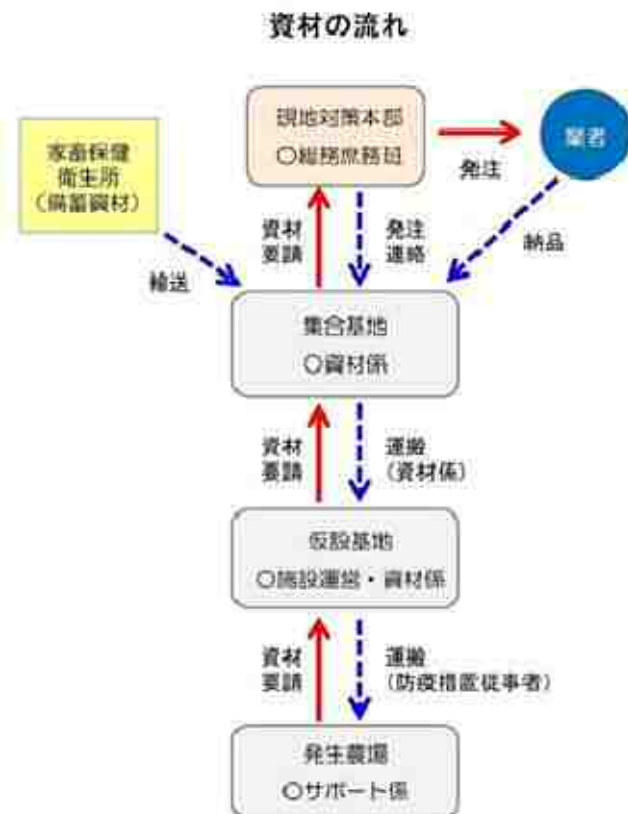 資材の流れ
現地対策本部
〇総務庶務班
業者
発注
家畜保健
衛生所
（備蓄資材）
資材
要請
発注
連絡
納品
輸送
集合基地
〇資材係
資材
要請
運搬
（資材係）
仮設基地
〇施設運営・資材係
資材
要請
運搬
（防疫措置従事者）
発生農場
〇サポート係